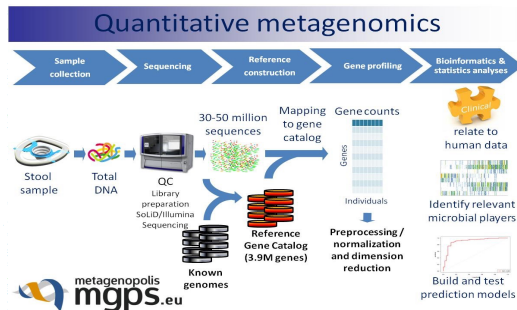 Quantitative metagenomics
Sample
collection
Sequencing
Reference
construction
Gene profiling
Bioinformatics &
statistics analyses
Stool
sample
Total
DNA
QC
Library
preparation
SoLiD/Illumina
Sequencing
30-50 million
sequences
Known
genomes
Reference
Gene Catalog
(3.9M genes)
Mapping
to gene
catalog
Gene counts
Genes
Individuals
Preprocessing /
normalization
and dimension
reduction
Clinical
relate to
human data
Identify relevant
microbial players
Build and test
prediction models
metagenopolis
mgps.eu